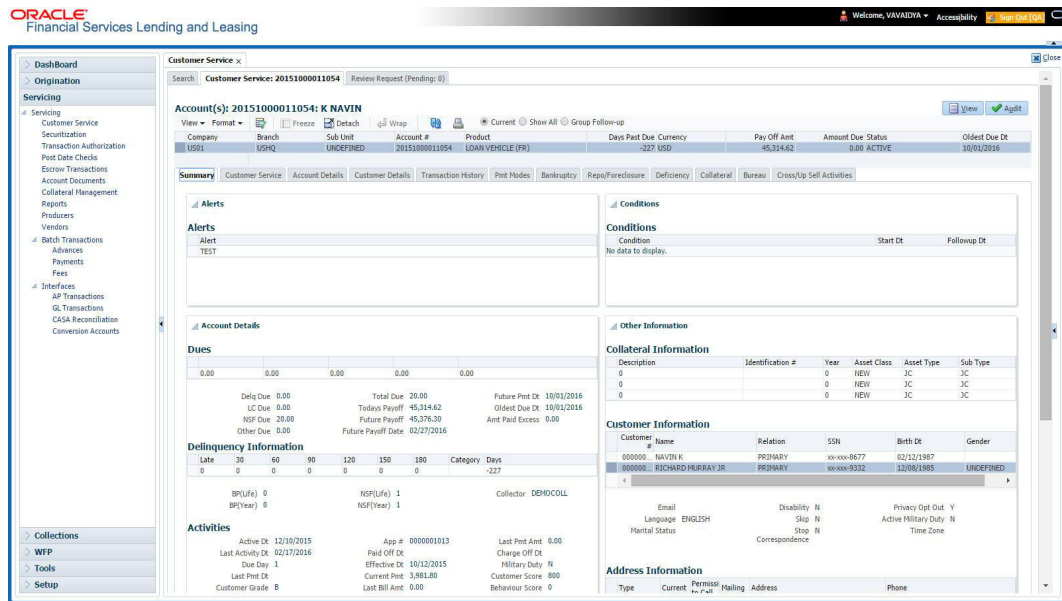 ORACLE
Financial Services Lending and Leasing
Welcome, VAVAIDYA Accessibility Sign Out [QA]
Close
DashBoard
Origination
Servicing
Servicing
Customer Service
Securitization
Transaction Authorization
Post Date Checks
Escrow Transactions
Account Documents
Collateral Management
Reports
Producers
Vendors
Batch Transactions
Advances
Payments
Fees
Interfaces
AP Transactions
GL Transactions
CASA Reconciliation
Conversion Accounts
Collections
WFP
Tools
Setup
Customer Service x
Search Customer Service: 20151000011054 Review Request (Pending: 0)
Account(s): 20151000011054: K NAVIN
View Audit
View Format Freeze Detach Wrap Current Show All Group Follow-up
Company Branch Sub Unit Account # Product Days Past Due Currency Pay Off Amt Amount Due Status Oldest Due Dt
US01 USHQ UNDEFINED 20151000011054 LOAN VEHICLE (FR) -227 USD 45,314.62 0.00 ACTIVE 10/01/2016
Summary Customer Service Account Details Customer Details Transaction History Pmt Modes Bankruptcy Repo/Foreclosure Deficiency Collateral Bureau Cross/Up Sell Activities
Alerts
Alerts
Alert
TEST
Conditions
Conditions
Condition Start Dt Followup Dt
No data to display.
Account Details
Dues
0.00 0.00 0.00 0.00 0.00
Delq Due 0.00 Total Due 20.00 Future Pmt Dt 10/01/2016
LC Due 0.00 Todays Payoff 45,314.62 Oldest Due Dt 10/01/2016
NSF Due 20.00 Future Payoff 45,376.30 Amt Paid Excess 0.00
Other Due 0.00 Future Payoff Date 02/27/2016
Delinquency Information
Late 30 60 90 120 150 180 Category Days
0 0 0 0 0 0 0 -227
BP(Life) 0 NSF(Life) 1 Collector DEMOCOLL
BP(Year) 0 NSF(Year) 1
Activities
Active Dt 12/10/2015 App # 0000001013 Last Pmt Amt 0.00
Last Activity Dt 02/17/2016 Paid Off Dt Charge Off Dt
Due Day 1 Effective Dt 10/12/2015 Military Duty N
Last Pmt Dt Current Pmt 3,981.80 Customer Score 800
Customer Grade B Last Bill Amt 0.00 Behaviour Score 0
Other Information
Collateral Information
Description Identification # Year Asset Class Asset Type Sub Type
0 0 NEW JC JC
0 0 NEW JC JC
0 0 NEW JC JC
Customer Information
Customer # Name Relation SSN Birth Dt Gender
000000... NAVIN K PRIMARY xx-xxx-8677 02/12/1987
000000... RICHARD MURRAY JR PRIMARY xx-xxx-9332 12/08/1985 UNDEFINED
Email Disability N Privacy Opt Out Y
Language ENGLISH Skip N Active Military Duty N
Marital Status Stop Correspondence N Time Zone
Address Information
Type Current Permissi to Call Mailing Address Phone